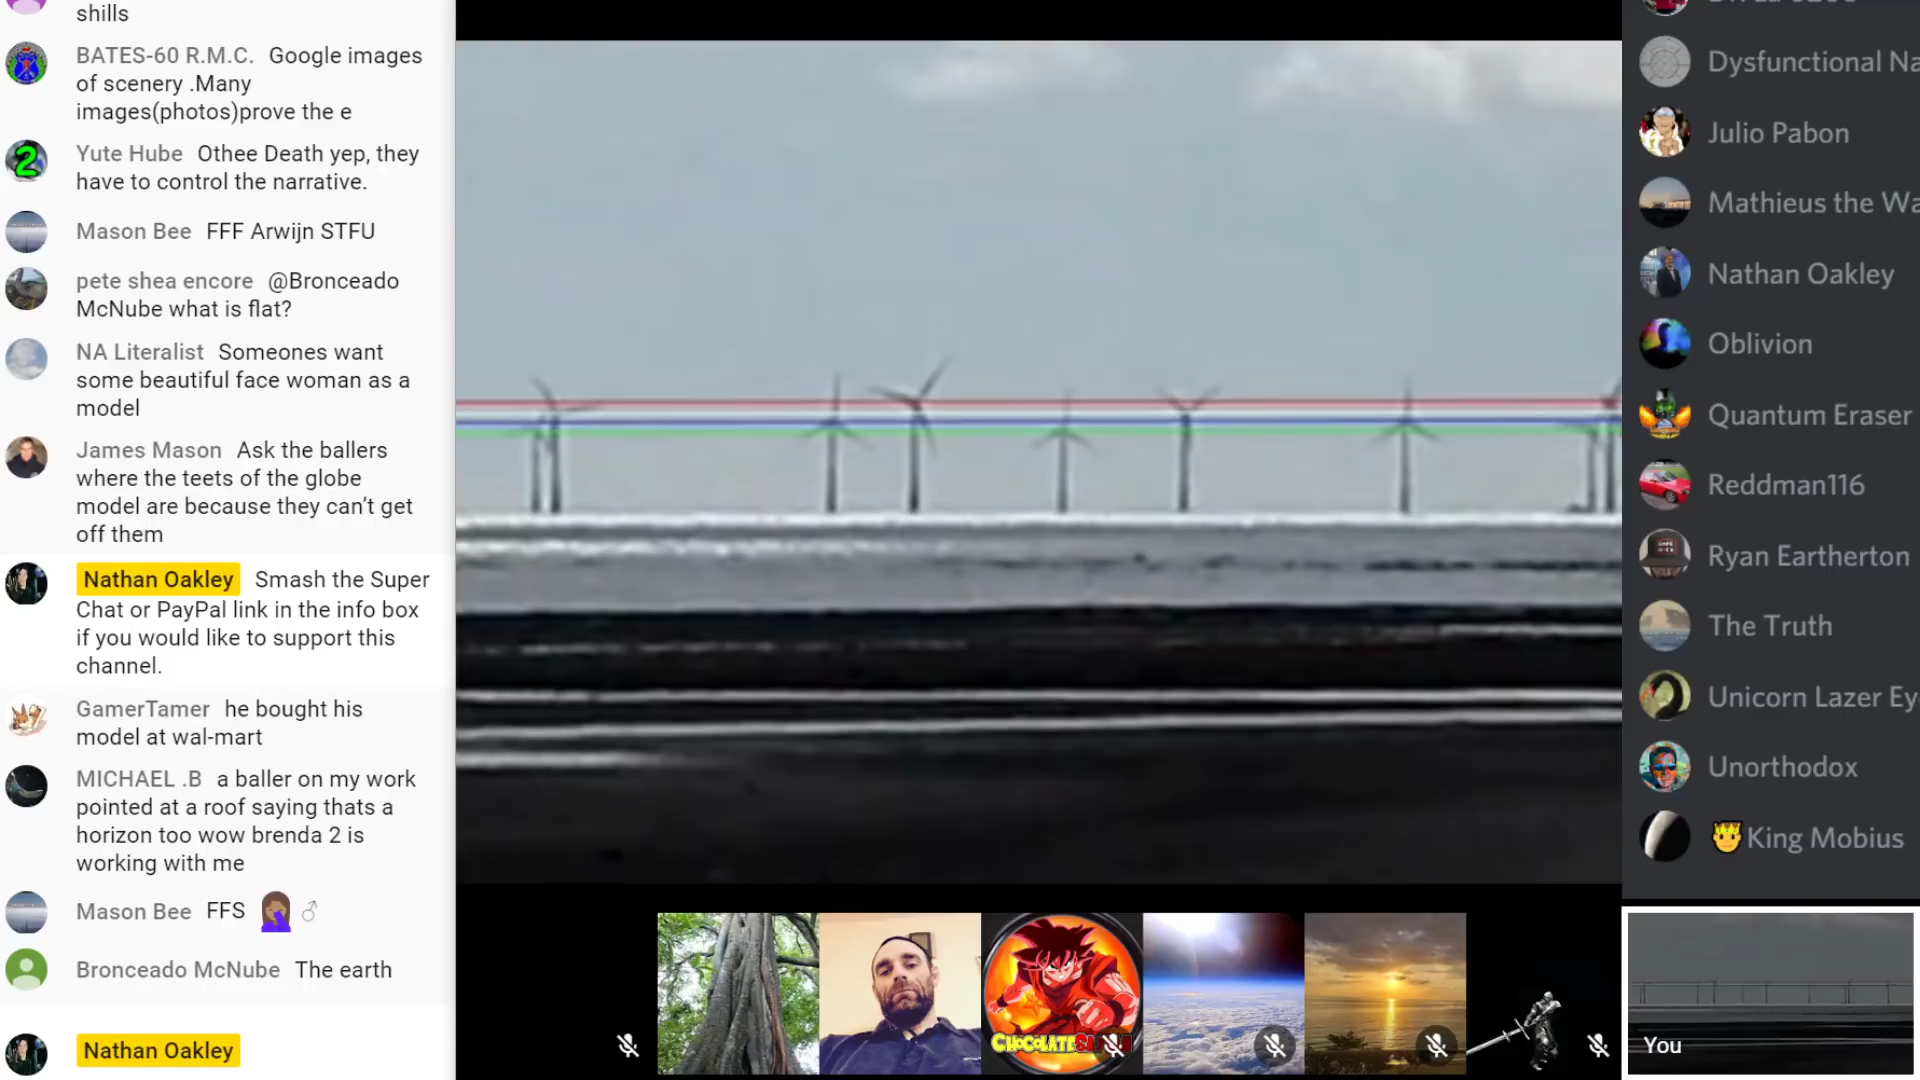 shills
BATES-60 R.M.C. Google images
of scenery .Many
images(photos)prove the e
Yute Hube Othee Death yep, they
have to control the narrative.
Mason Bee FFF Arwijn STFU
pete shea encore @Bronceado
McNube what is flat?
NA Literalist Someones want
some beautiful face woman as a
model
James Mason Ask the ballers
where the teets of the globe
model are because they can’t get
off them
Nathan Oakley Smash the Super
Chat or PayPal link in the info box
if you would like to support this
channel.
GamerTamer he bought his
model at wal-mart
MICHAEL .B a baller on my work
pointed at a roof saying thats a
horizon too wow brenda 2 is
working with me
Mason Bee FFS
Bronceado McNube The earth
Nathan Oakley
2
CHOCOLATE
Dysfunctional Na
Julio Pabon
Mathieus the Wa
Nathan Oakley
Oblivion
Quantum Eraser
Reddman116
Ryan Eartherton
The Truth
Unicorn Lazer Ey
Unorthodox
King Mobius
You